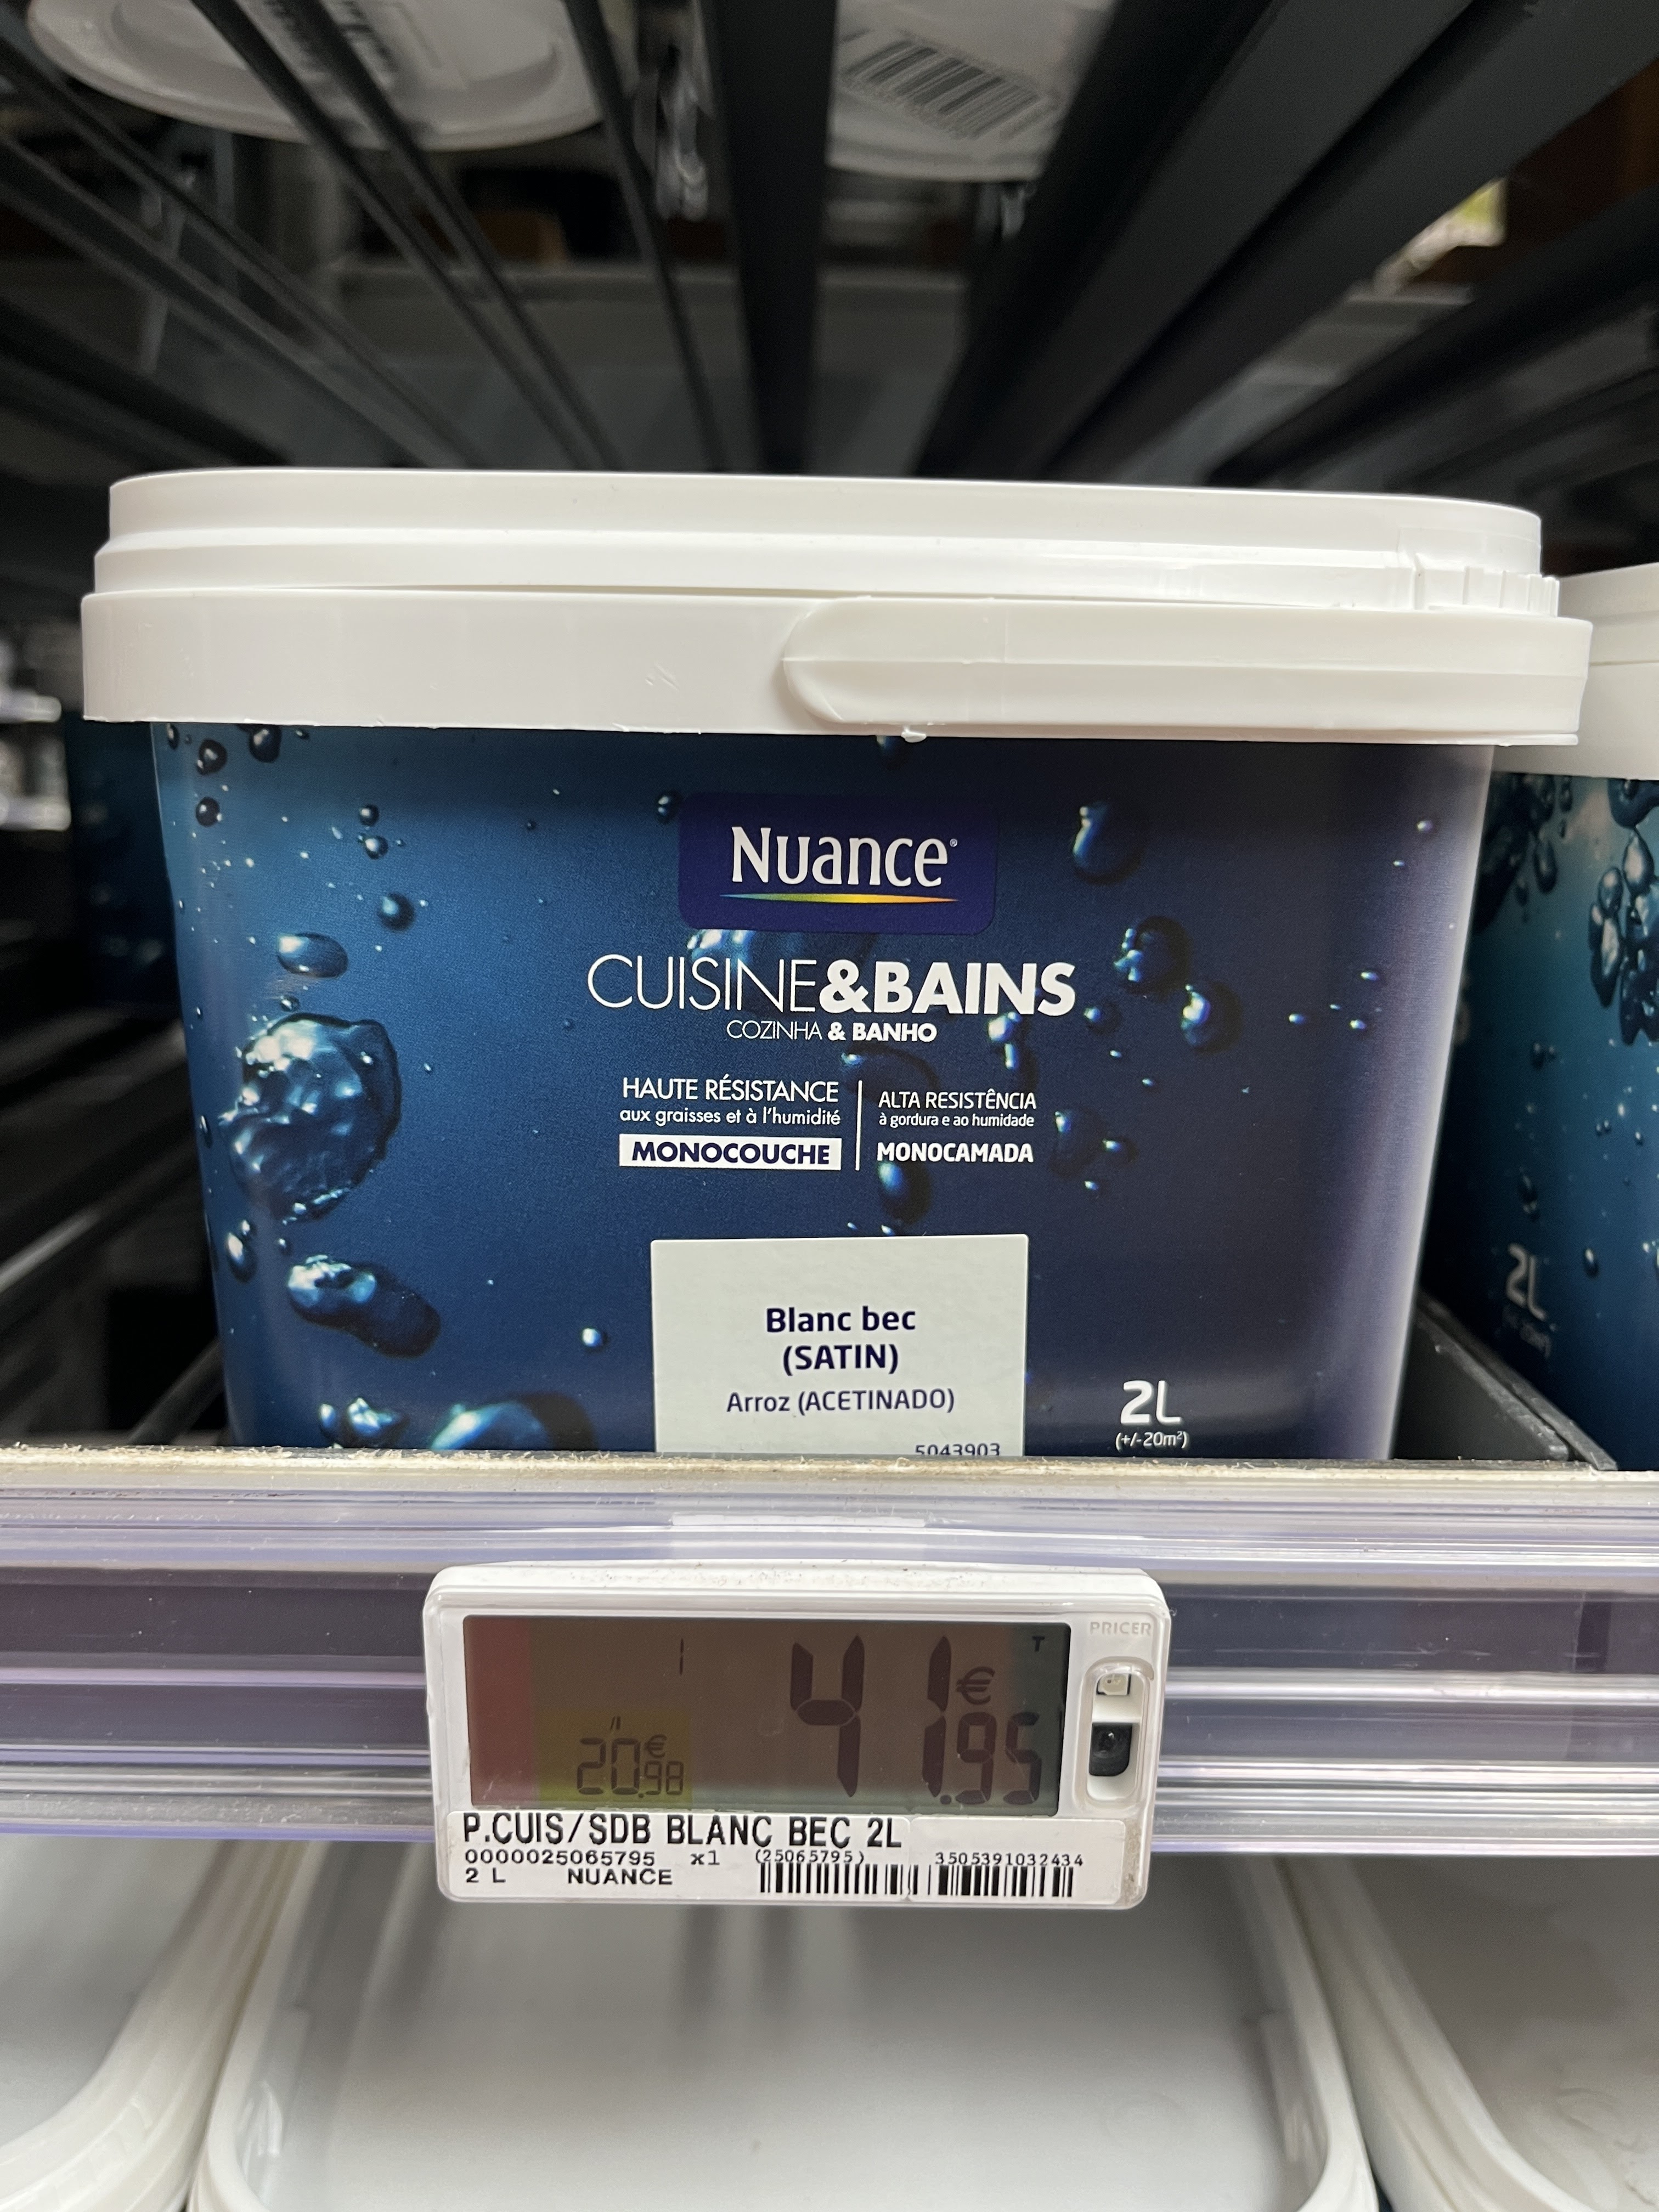 Nuance®
CUISINE&BAINS
COZINHA & BANHO
HAUTE RÉSISTANCE
aux graisses et à l'humidité
MONOCOUCHE
ALTA RESISTÊNCIA
à gordura e ao humidade
MONOCAMADA
Blanc bec
(SATIN)
Arroz (ACETINADO)
5043903
2L
(+/-20m²)
2L
PRICER
T
41€.95
20€.98
P.CUIS/SDB BLANC BEC 2L
0000025065795 x1 (25065795) 3505391032434
2 L NUANCE